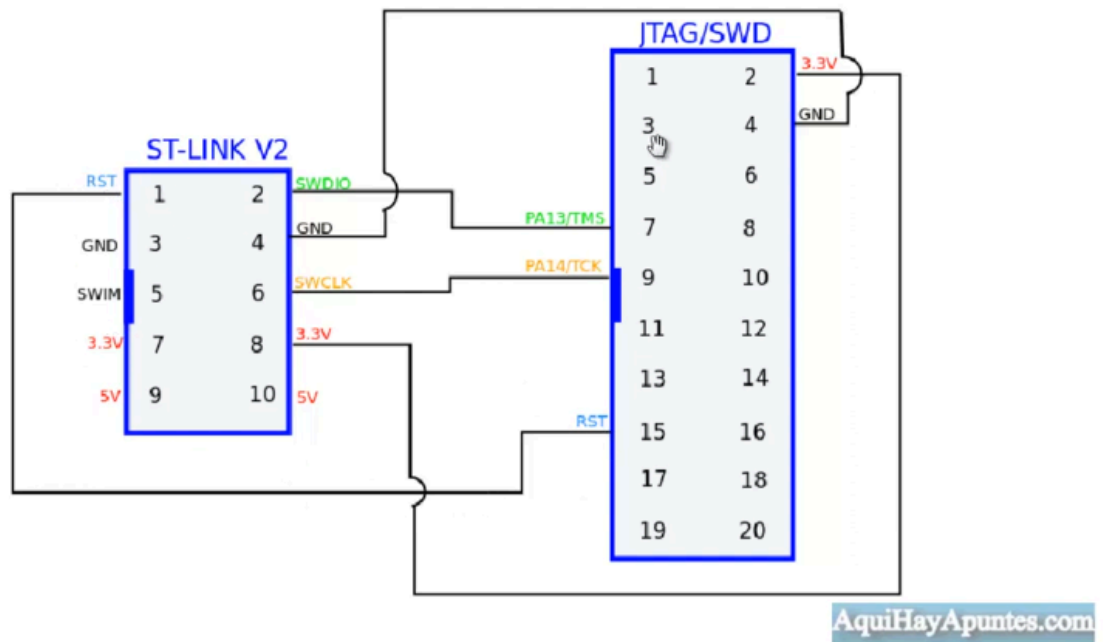 JTAG/SWD
1 2 3.3V
3 4 GND
5 6
PA13/TMS 7 8
PA14/TCK 9 10
11 12
13 14
RST 15 16
17 18
19 20
ST-LINK V2
RST 1 2 SWDIO
GND 3 4 GND
SWIM 5 6 SWCLK
3.3V 7 8 3.3V
5V 9 10 5V
AquiHayApuntes.com